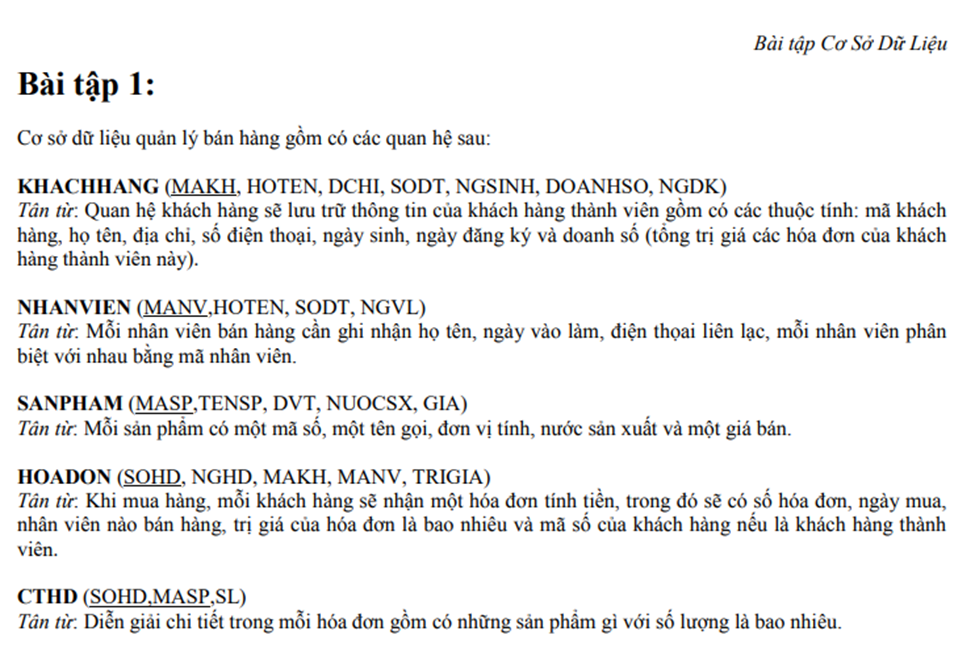 Bài tập Cơ Sở Dữ Liệu
Bài tập 1:
Cơ sở dữ liệu quản lý bán hàng gồm có các quan hệ sau:
KHACHHANG (MAKH, HOTEN, DCHI, SODT, NGSINH, DOANHSO, NGDK)
Tân từ: Quan hệ khách hàng sẽ lưu trữ thông tin của khách hàng thành viên gồm có các thuộc tính: mã khách
hàng, họ tên, địa chỉ, số điện thoại, ngày sinh, ngày đăng ký và doanh số (tổng trị giá các hóa đơn của khách
hàng thành viên này).
NHANVIEN (MANV,HOTEN, SODT, NGVL)
Tân từ: Mỗi nhân viên bán hàng cần ghi nhận họ tên, ngày vào làm, điện thọai liên lạc, mỗi nhân viên phân
biệt với nhau bằng mã nhân viên.
SANPHAM (MASP,TENSP, DVT, NUOCSX, GIA)
Tân từ: Mỗi sản phẩm có một mã số, một tên gọi, đơn vị tính, nước sản xuất và một giá bán.
HOADON (SOHD, NGHD, MAKH, MANV, TRIGIA)
Tân từ: Khi mua hàng, mỗi khách hàng sẽ nhận một hóa đơn tính tiền, trong đó sẽ có số hóa đơn, ngày mua,
nhân viên nào bán hàng, trị giá của hóa đơn là bao nhiêu và mã số của khách hàng nếu là khách hàng thành
viên.
CTHD (SOHD,MASP,SL)
Tân từ: Diễn giải chi tiết trong mỗi hóa đơn gồm có những sản phẩm gì với số lượng là bao nhiêu.